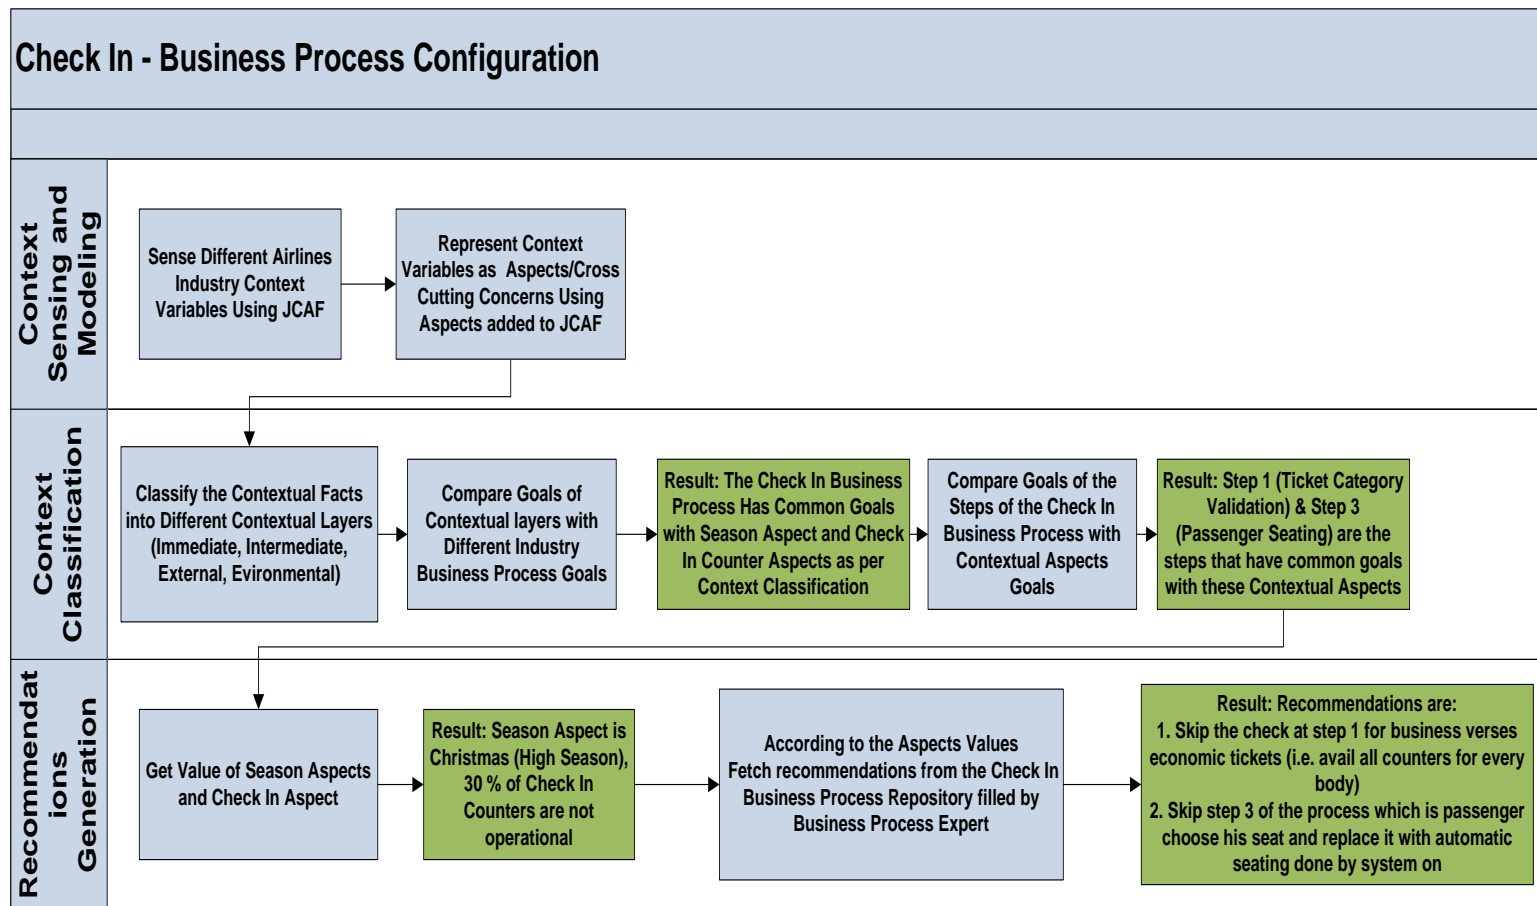 Check In - Business Process Configuration
Context
Sensing and
Modeling
Sense Different Airlines
Industry Context
Variables Using JCAF
Represent Context
Variables as Aspects/Cross
Cutting Concerns Using
Aspects added to JCAF
Context
Classification
Classify the Contextual Facts
into Different Contextual Layers
(Immediate, Intermediate,
External, Evironmental)
Compare Goals of
Contextual layers with
Different Industry
Business Process Goals
Result: The Check In Business
Process Has Common Goals
with Season Aspect and Check
In Counter Aspects as per
Context Classification
Compare Goals of the
Steps of the Check In
Business Process with
Contextual Aspects
Goals
Result: Step 1 (Ticket Category
Validation) & Step 3
(Passenger Seating) are the
steps that have common goals
with these Contextual Aspects
Recommendat
ions
Generation
Get Value of Season Aspects
and Check In Aspect
Result: Season Aspect is
Christmas (High Season),
30 % of Check In
Counters are not
operational
According to the Aspects Values
Fetch recommendations from the Check In
Business Process Repository filled by
Business Process Expert
Result: Recommendations are:
1. Skip the check at step 1 for business verses
economic tickets (i.e. avail all counters for every
body)
2. Skip step 3 of the process which is passenger
choose his seat and replace it with automatic
seating done by system on